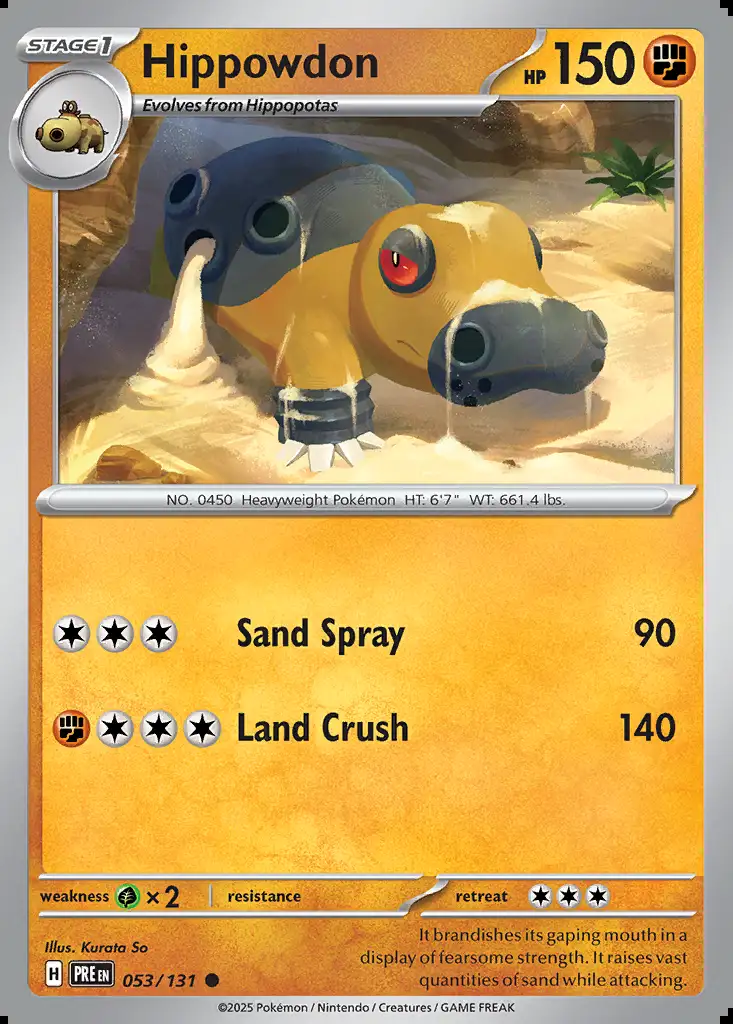 STAGE1
Hippowdon
HP 150
Evolves from Hippopotas
NO. 0450 Heavyweight Pokémon HT: 6'7" WT: 661.4 lbs.
Sand Spray 90
Land Crush 140
weakness ×2 resistance retreat
Illus. Kurata So
It brandishes its gaping mouth in a
display of fearsome strength. It raises vast
quantities of sand while attacking.
H PRE EN 053/131
©2025 Pokémon / Nintendo / Creatures / GAME FREAK